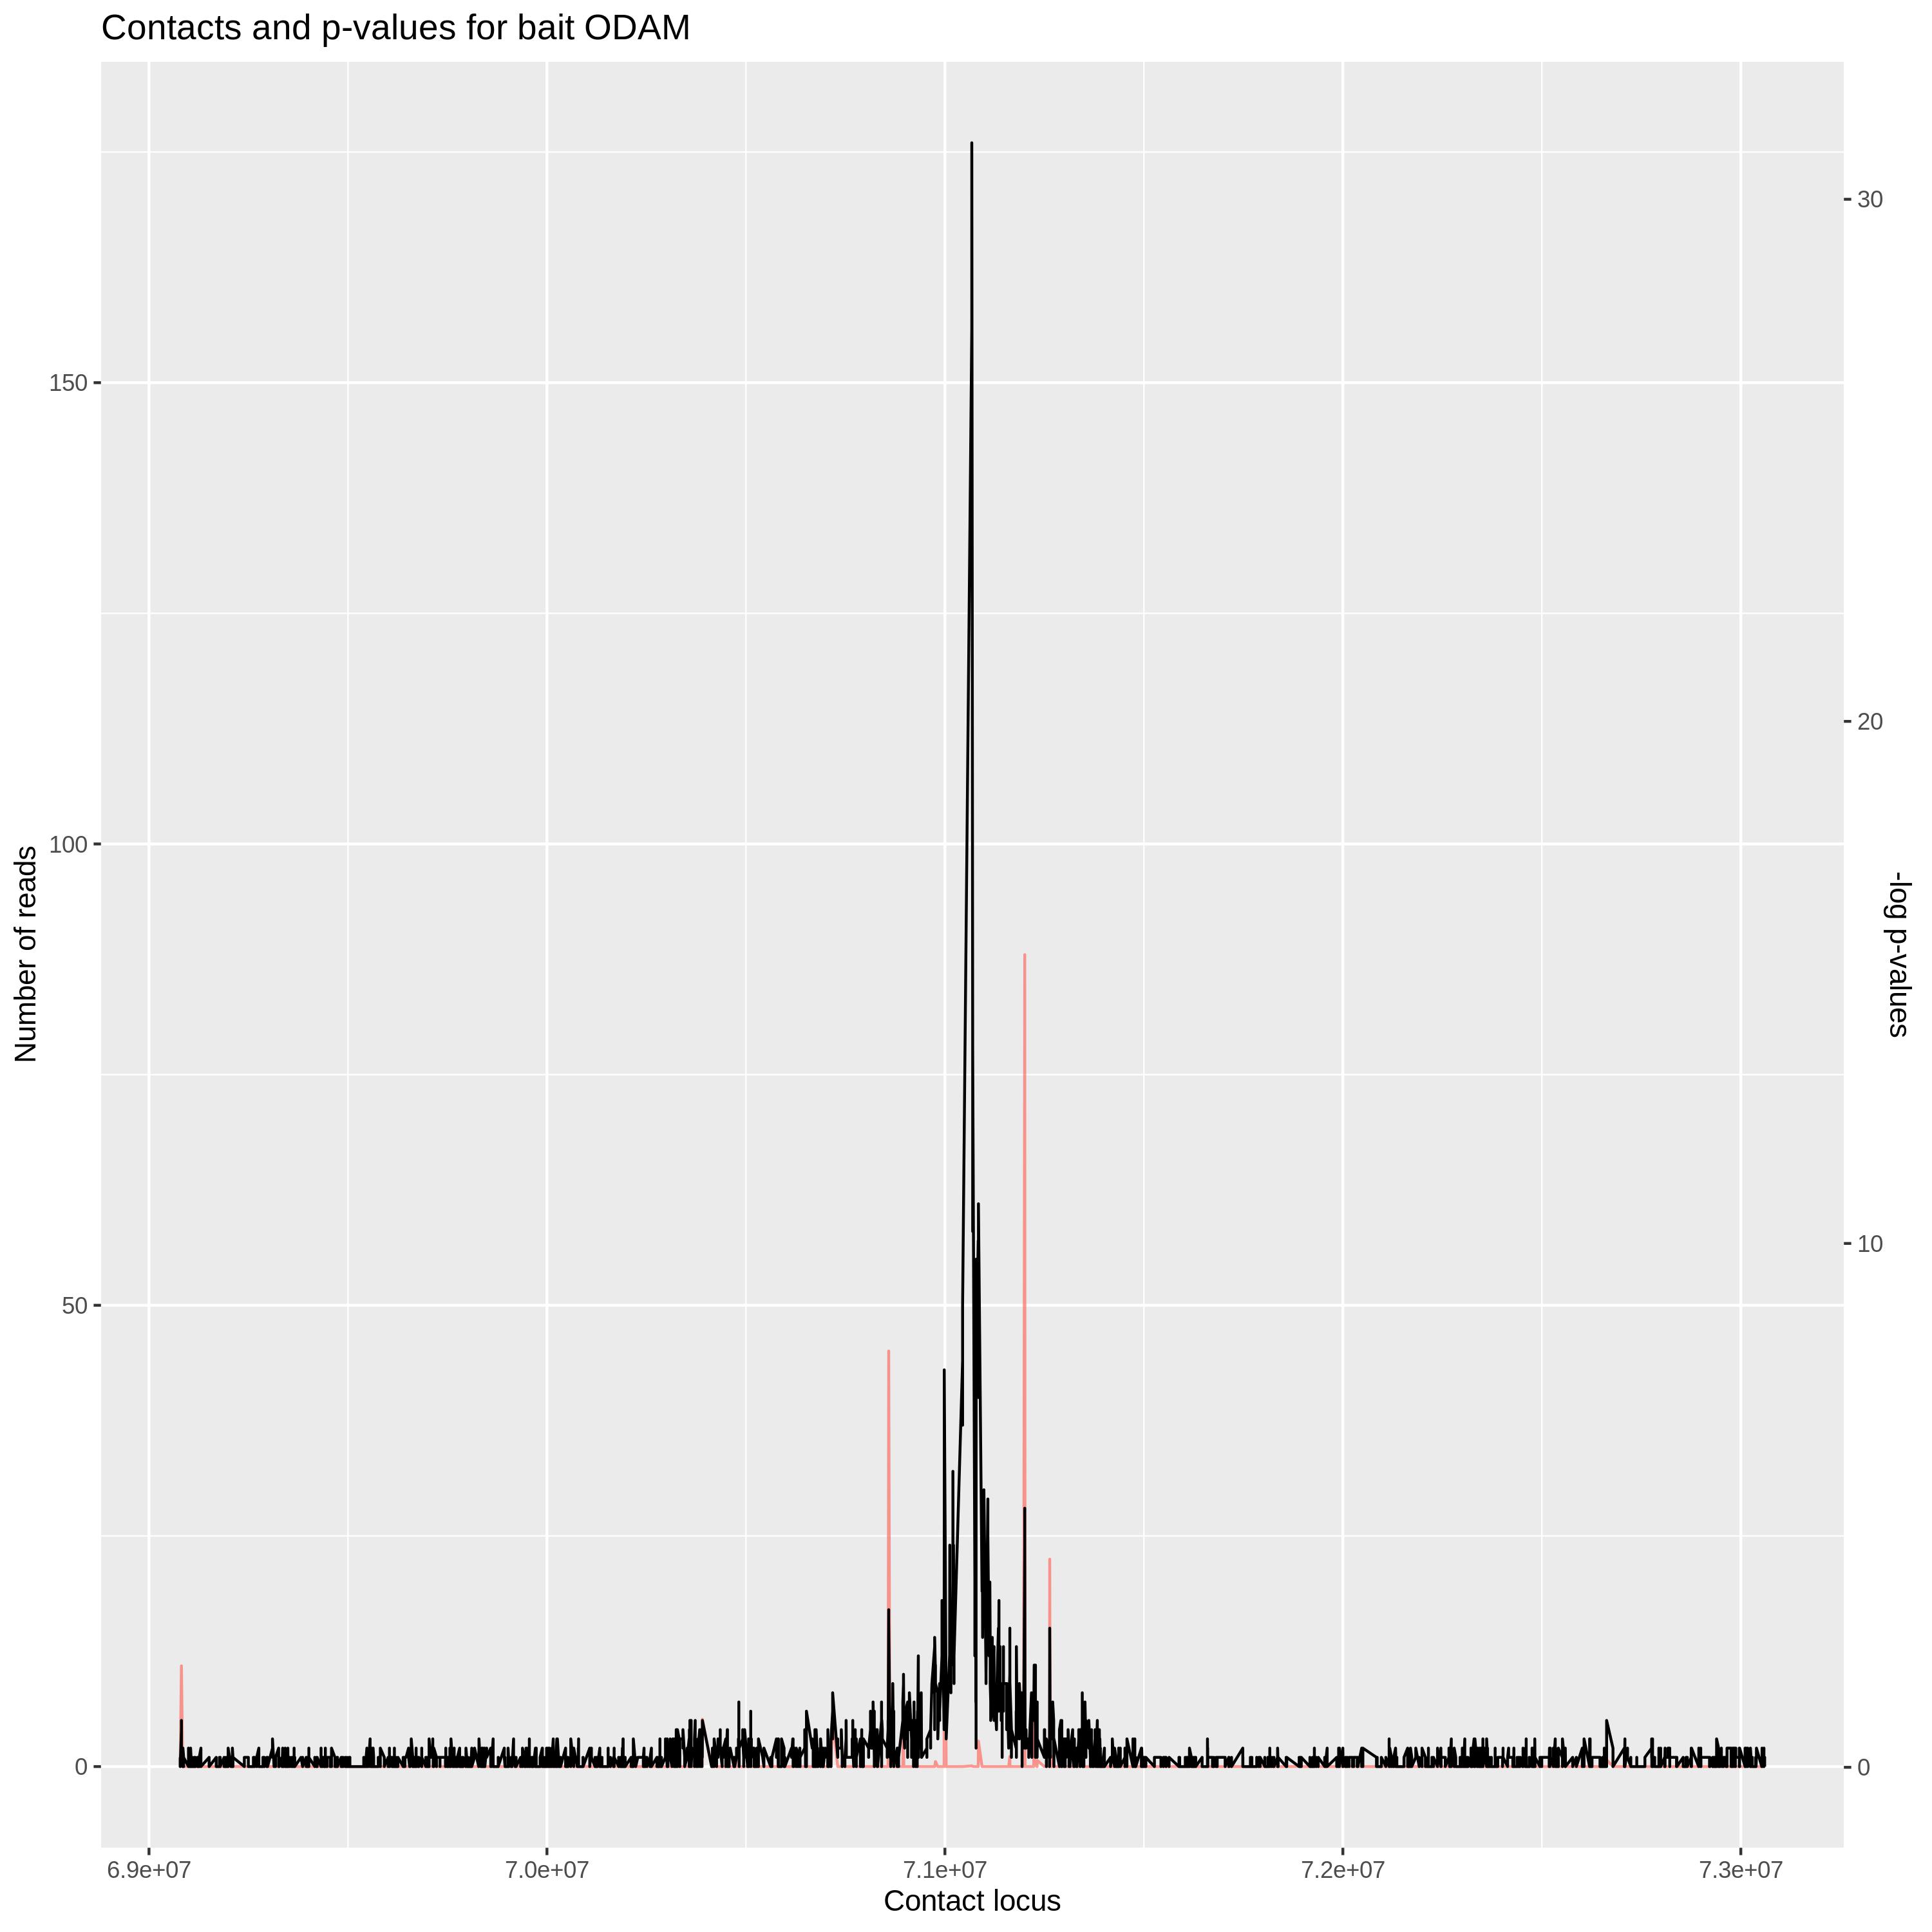 Contacts and p-values for bait ODAM
150
100
50
0
30
20
10
0
Number of reads
-log p-values
6.9e+07 7.0e+07 7.1e+07 7.2e+07 7.3e+07
Contact locus